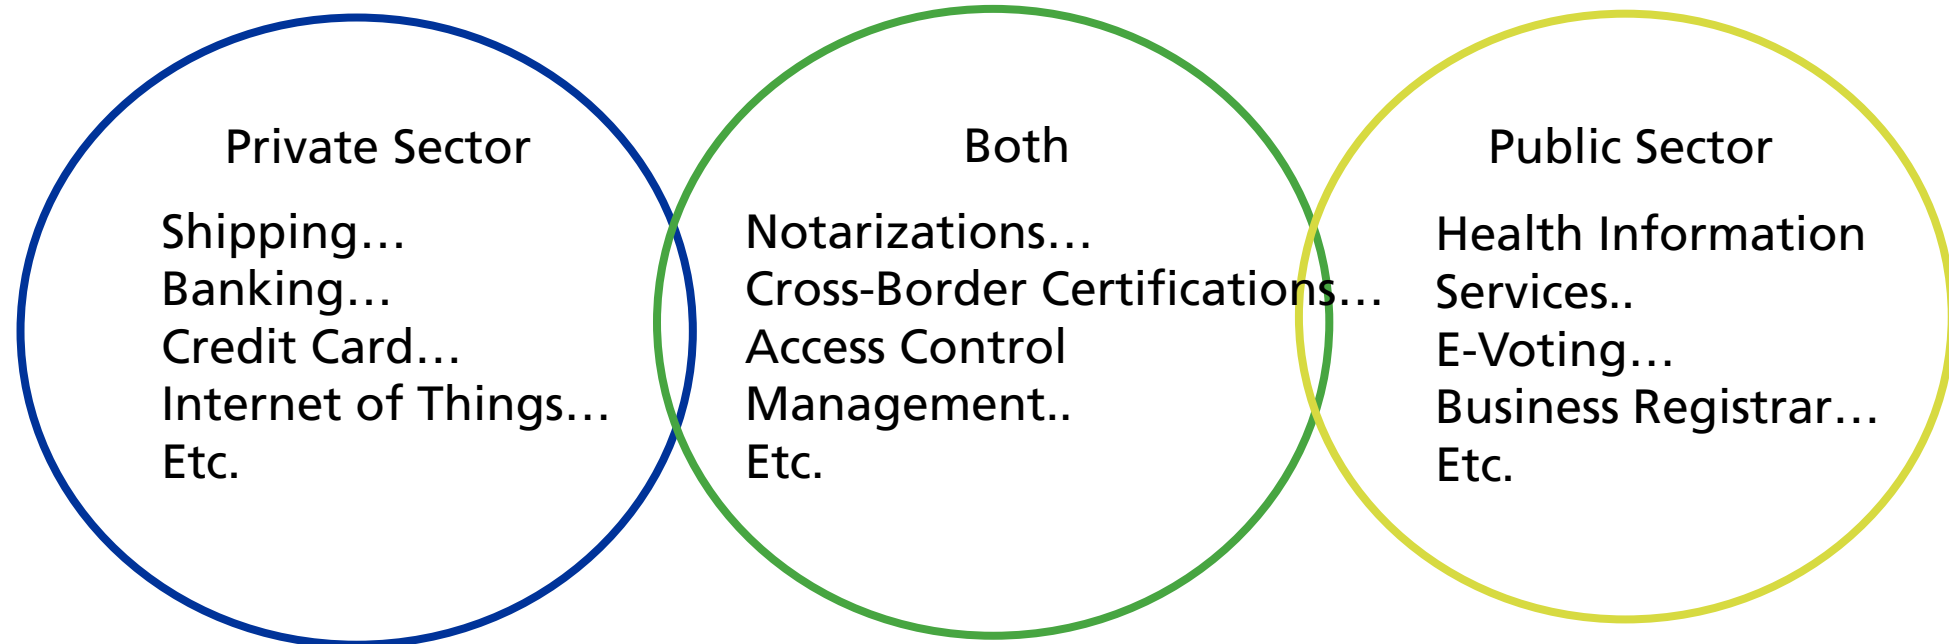 Private Sector
Shipping…
Banking…
Credit Card…
Internet of Things…
Etc.
Both
Notarizations…
Cross-Border Certifications…
Access Control
Management..
Etc.
Public Sector
Health Information
Services..
E-Voting…
Business Registrar…
Etc.